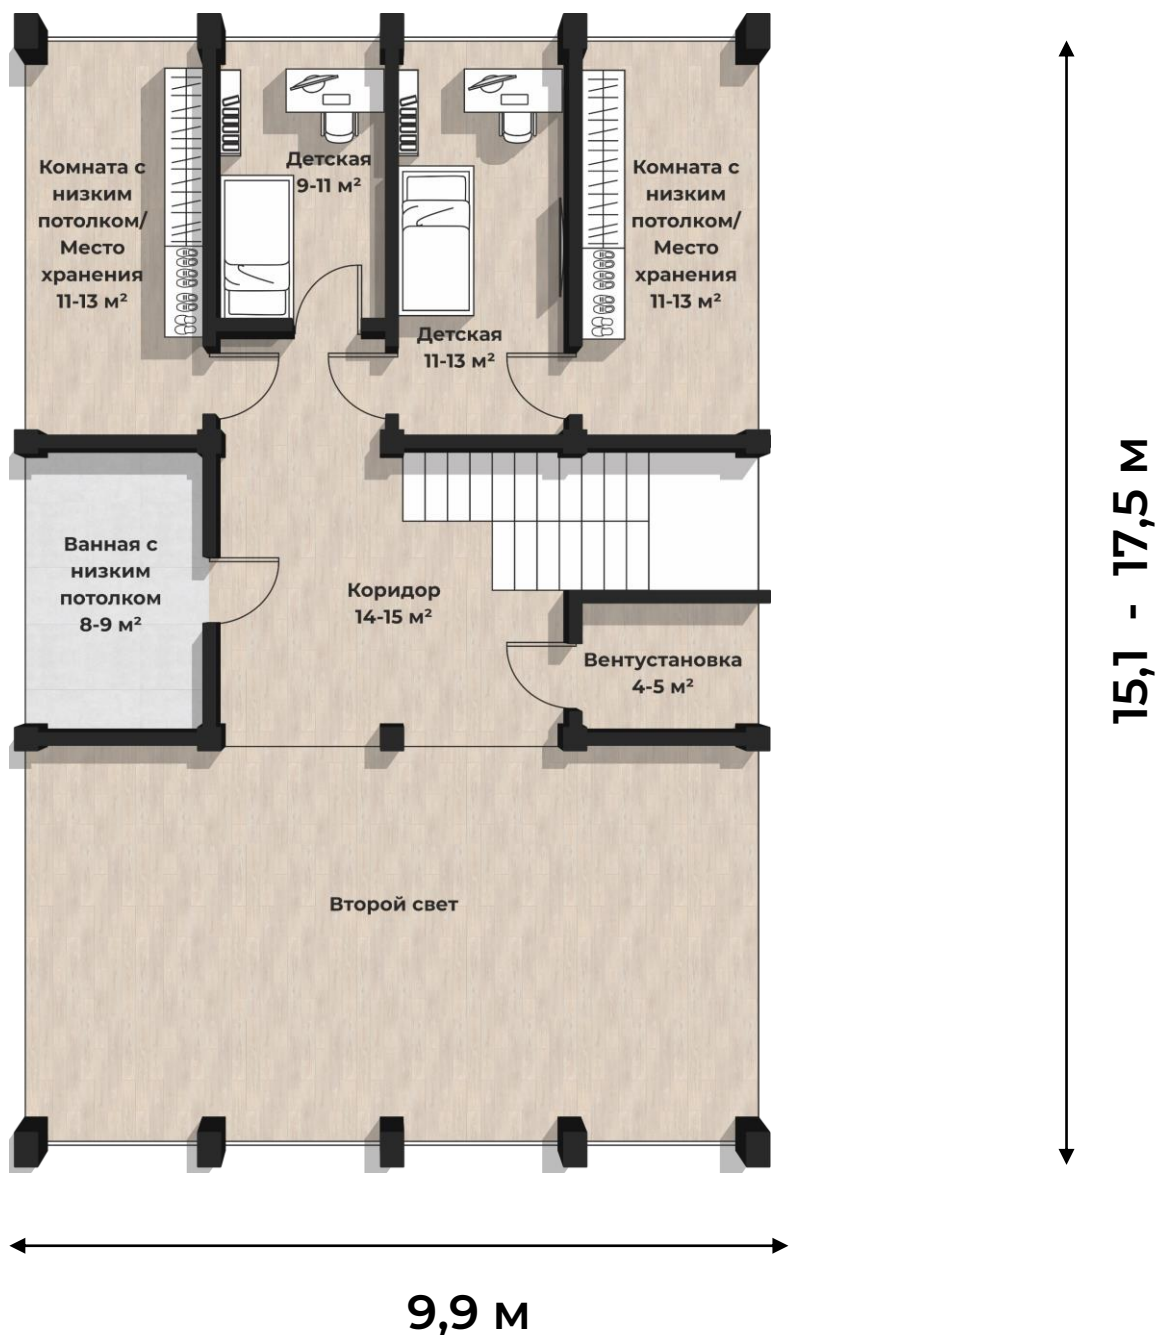 Комната с
низким
потолком/
Место
хранения
11-13 м²
Детская
9-11 м²
Детская
11-13 м²
Комната с
низким
потолком/
Место
хранения
11-13 м²
Ванная с
низким
потолком
8-9 м²
Коридор
14-15 м²
Вентустановка
4-5 м²
Второй свет
15,1 - 17,5 м
9,9 м